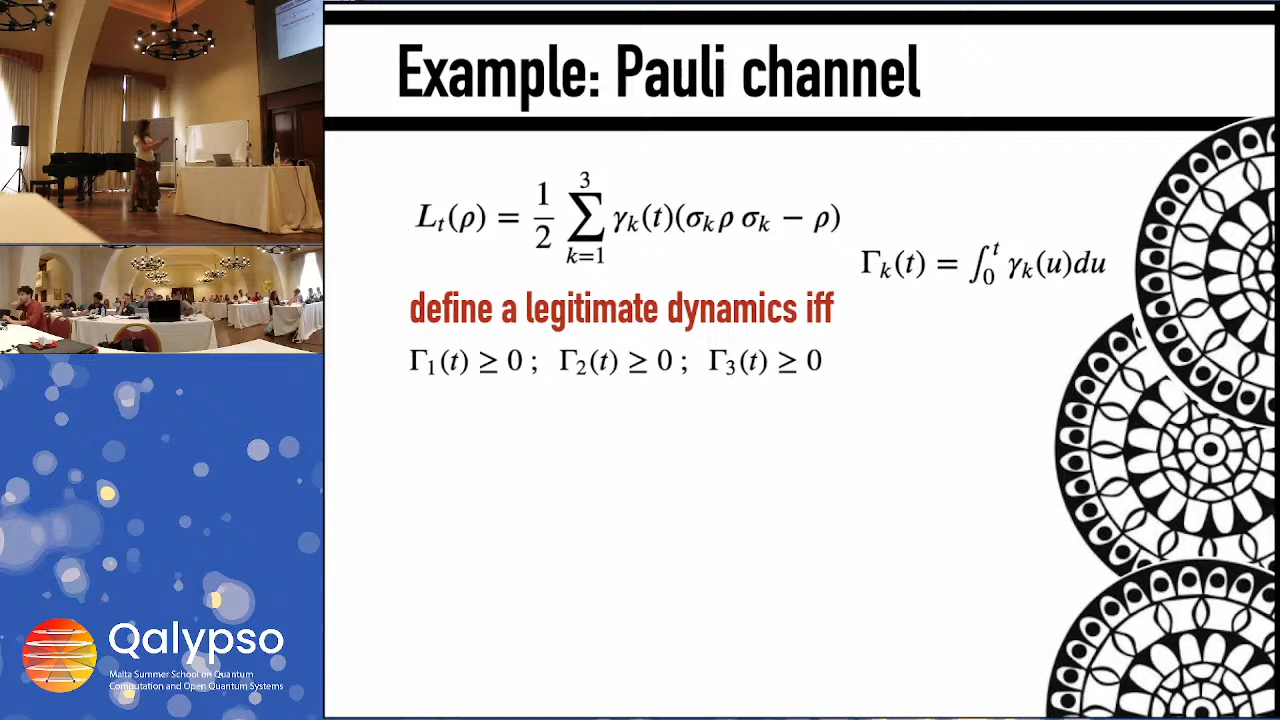 Example: Pauli channel
L_t(ρ) = 1/2 ∑_{k=1}^{3} γ_k(t)(σ_k ρ σ_k − ρ)
Γ_k(t) = ∫_0^t γ_k(u)du
define a legitimate dynamics iff
Γ_1(t) ≥ 0 ; Γ_2(t) ≥ 0 ; Γ_3(t) ≥ 0
Qalypso
Malta Summer School on Quantum
Computation and Open Quantum Systems